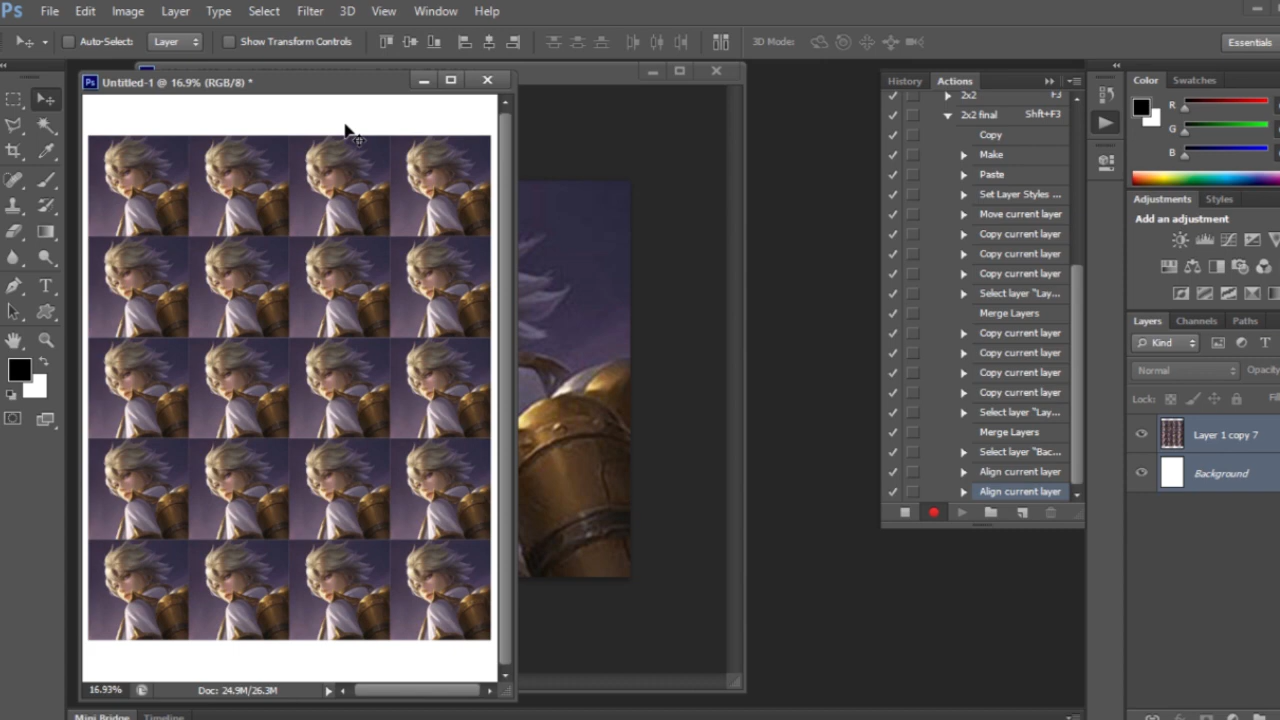 Ps File Edit Image Layer Type Select Filter 3D View Window Help
Auto-Select: Layer Show Transform Controls 3D Mode: Essentials
Untitled-1 @ 16.9% (RGB/8) *
History Actions
2x2 F3
2x2 final Shft+F3
Copy
Make
Paste
Set Layer Styles ...
Move current layer
Copy current layer
Copy current layer
Copy current layer
Select layer "Lay...
Merge Layers
Copy current layer
Copy current layer
Copy current layer
Copy current layer
Select layer "Lay...
Merge Layers
Select layer "Bac...
Align current layer
Align current layer
Color Swatches
R
G
B
Adjustments Styles
Add an adjustment
Layers Channels Paths
Kind
Normal Opacity
Lock:
Layer 1 copy 7
Background
16.93% Doc: 24.9M/26.3M
Mini Bridge Timeline